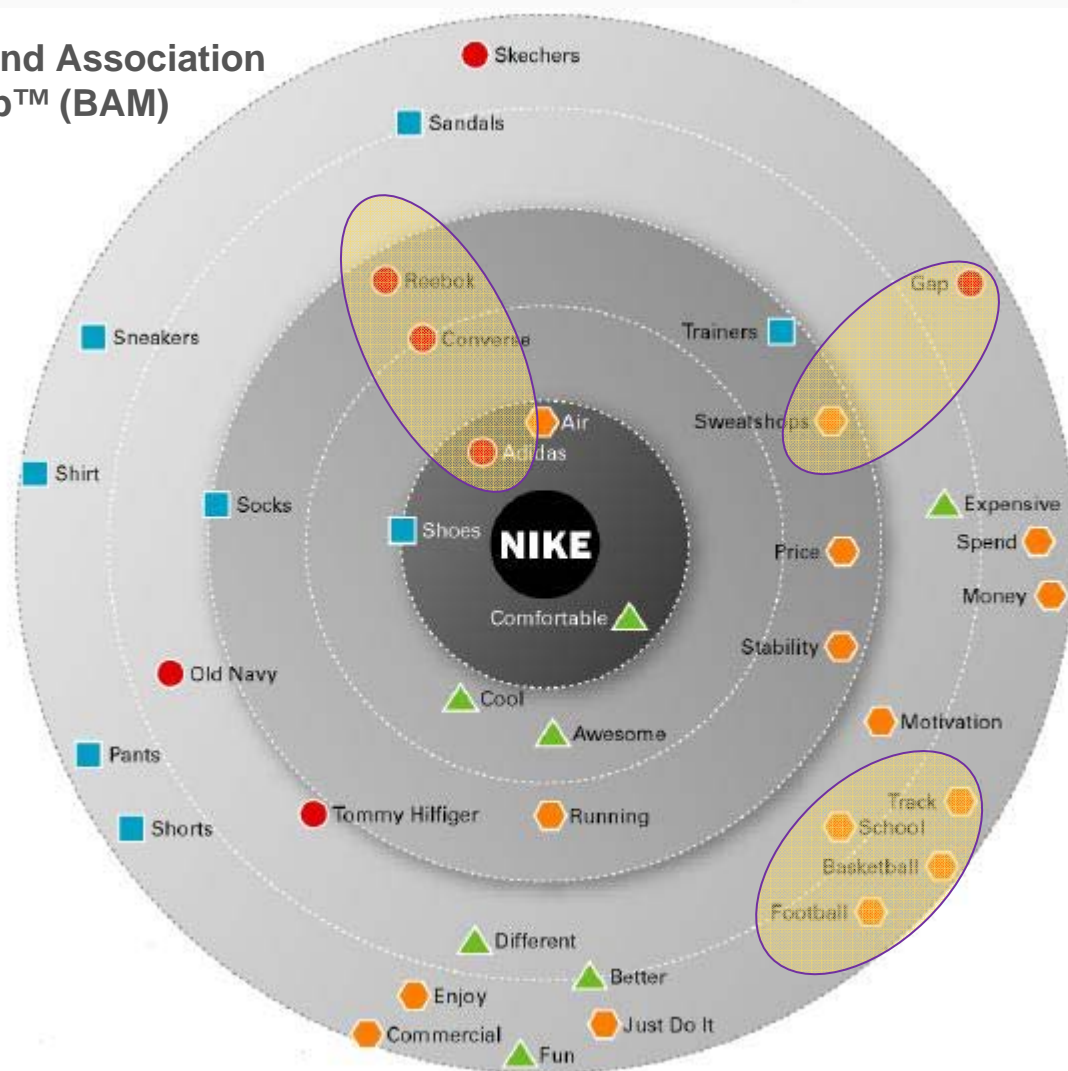 nd Association
p™ (BAM)
Skechers
Sandals
Reebok
Gap
Sneakers
Converse
Trainers
Air
Sweatshops
Adidas
Shirt
Socks
Expensive
Shoes
NIKE
Spend
Price
Money
Comfortable
Stability
Old Navy
Cool
Motivation
Awesome
Pants
Track
Tommy Hilfiger
Running
School
Shorts
Basketball
Football
Different
Better
Enjoy
Just Do It
Commercial
Fun